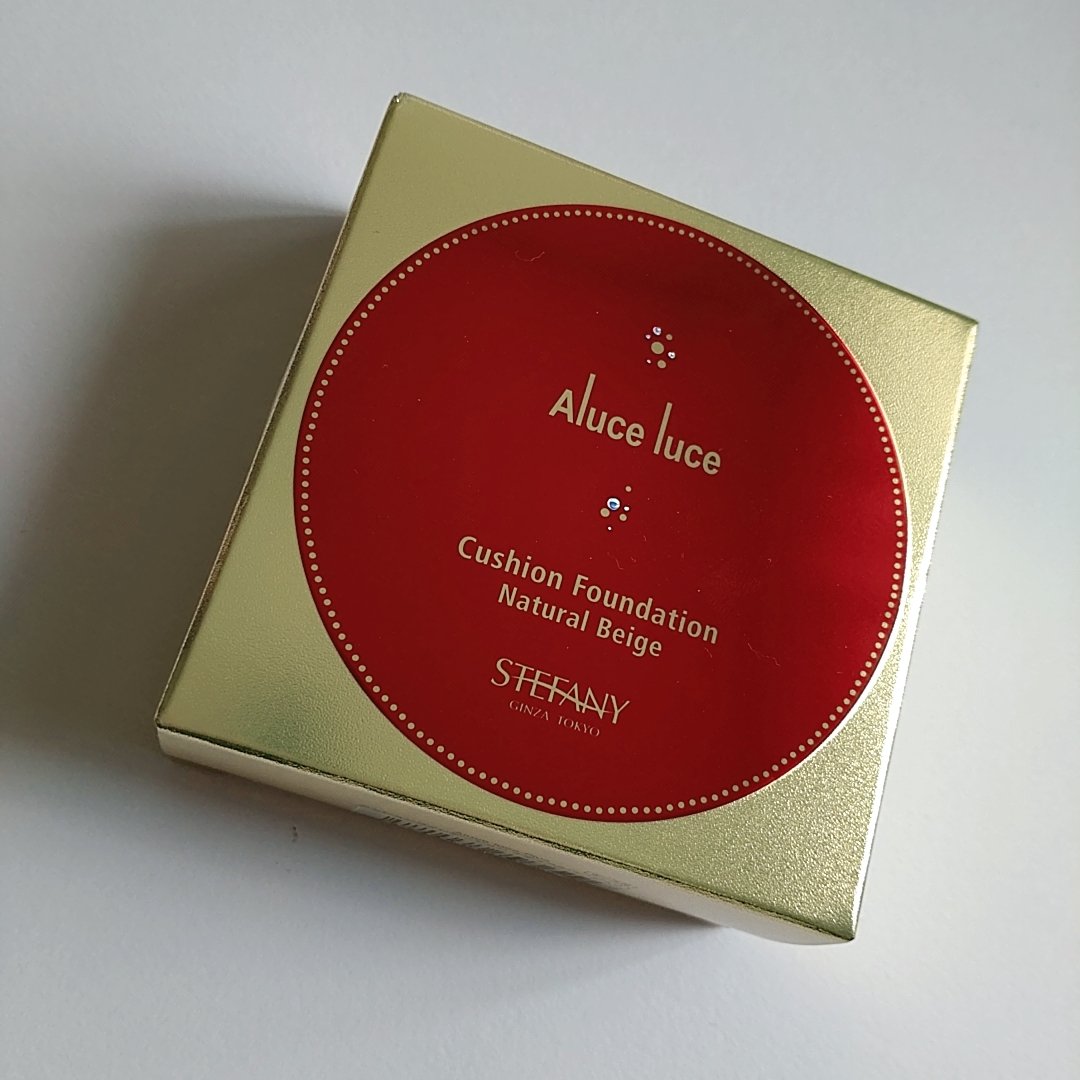 Aluce luce
Cushion Foundation
Natural Beige
STEFANY
GINZA TOKYO